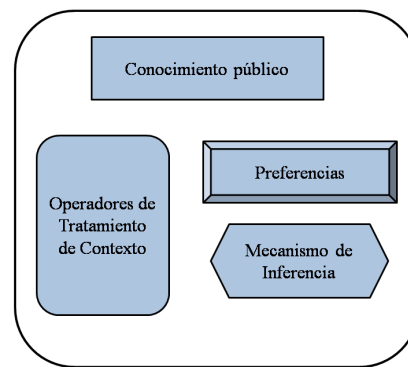 Conocimiento público
Operadores de
Tratamiento
de Contexto
Preferencias
Mecanismo de
Inferencia